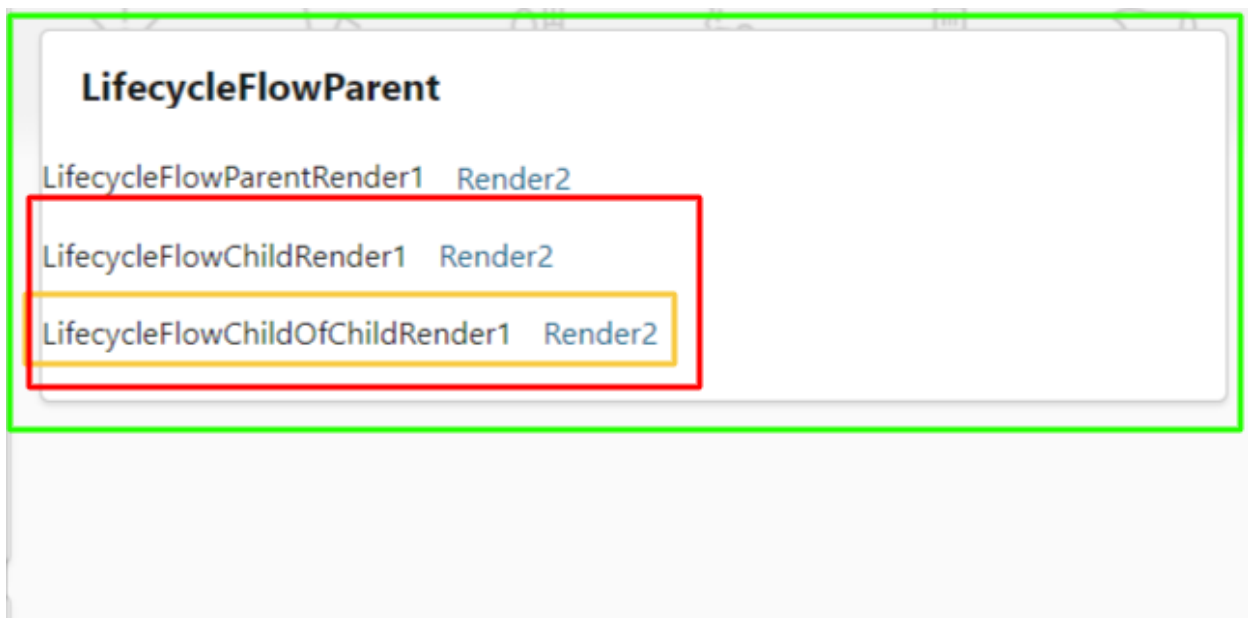 LifecycleFlowParent
LifecycleFlowParentRender1 Render2
LifecycleFlowChildRender1 Render2
LifecycleFlowChildOfChildRender1 Render2